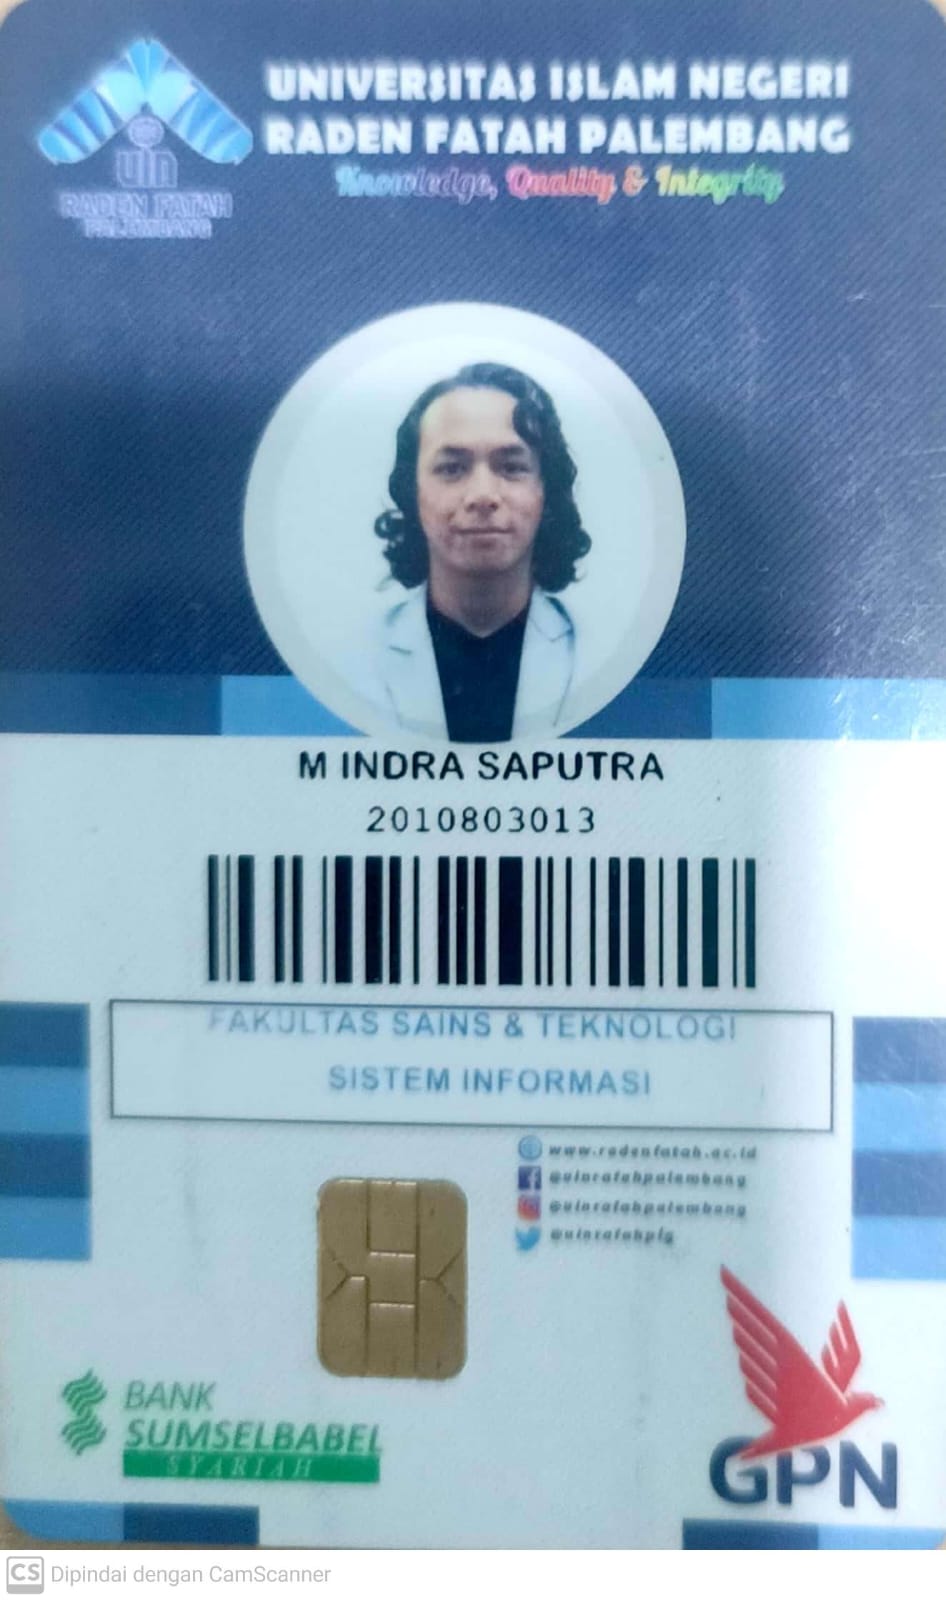 UNIVERSITAS ISLAM NEGERI
RADEN FATAH PALEMBANG
Knowledge, Quality & Integrity
UIN
RADEN FATAH
PALEMBANG
M INDRA SAPUTRA
2010803013
FAKULTAS SAINS & TEKNOLOGI
SISTEM INFORMASI
www.radenfatah.ac.id
@uinrafahpalembang
@uinrafahpalembang
@uinrafahplg
BANK
SUMSELBABEL
SYARIAH
GPN
CS Dipindai dengan CamScanner